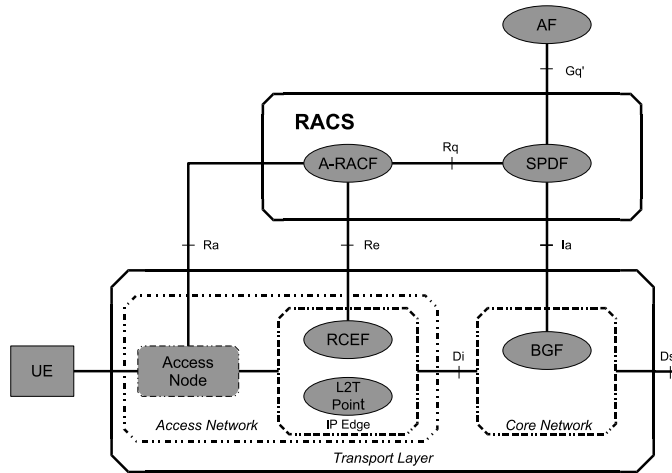 AF
Gq'
RACS
A-RACF
Rq
SPDF
Ra
Re
Ia
RCEF
Di
BGF
Ds
UE
Access
Node
L2T
Point
IP Edge
Access Network
Core Network
Transport Layer